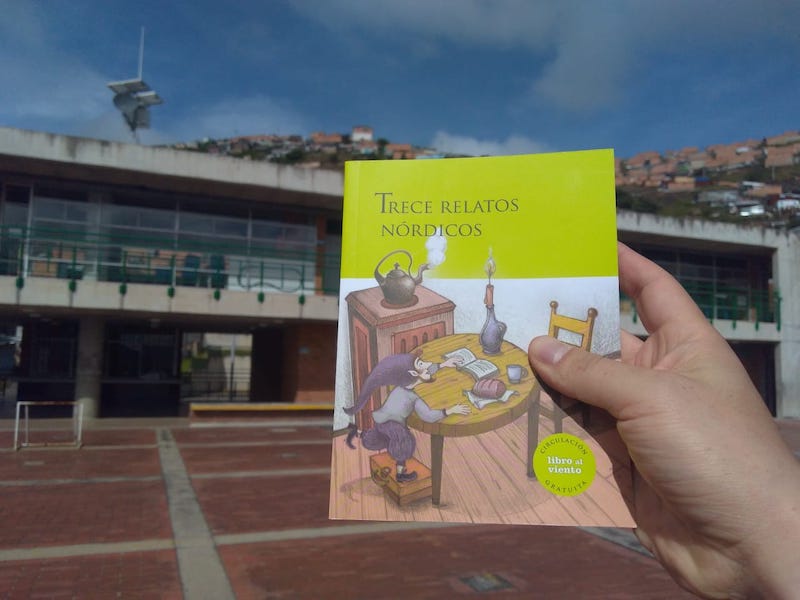 TRECE RELATOS
NÓRDICOS
CIRCULACIÓN
libro al
viento
GRATUITA